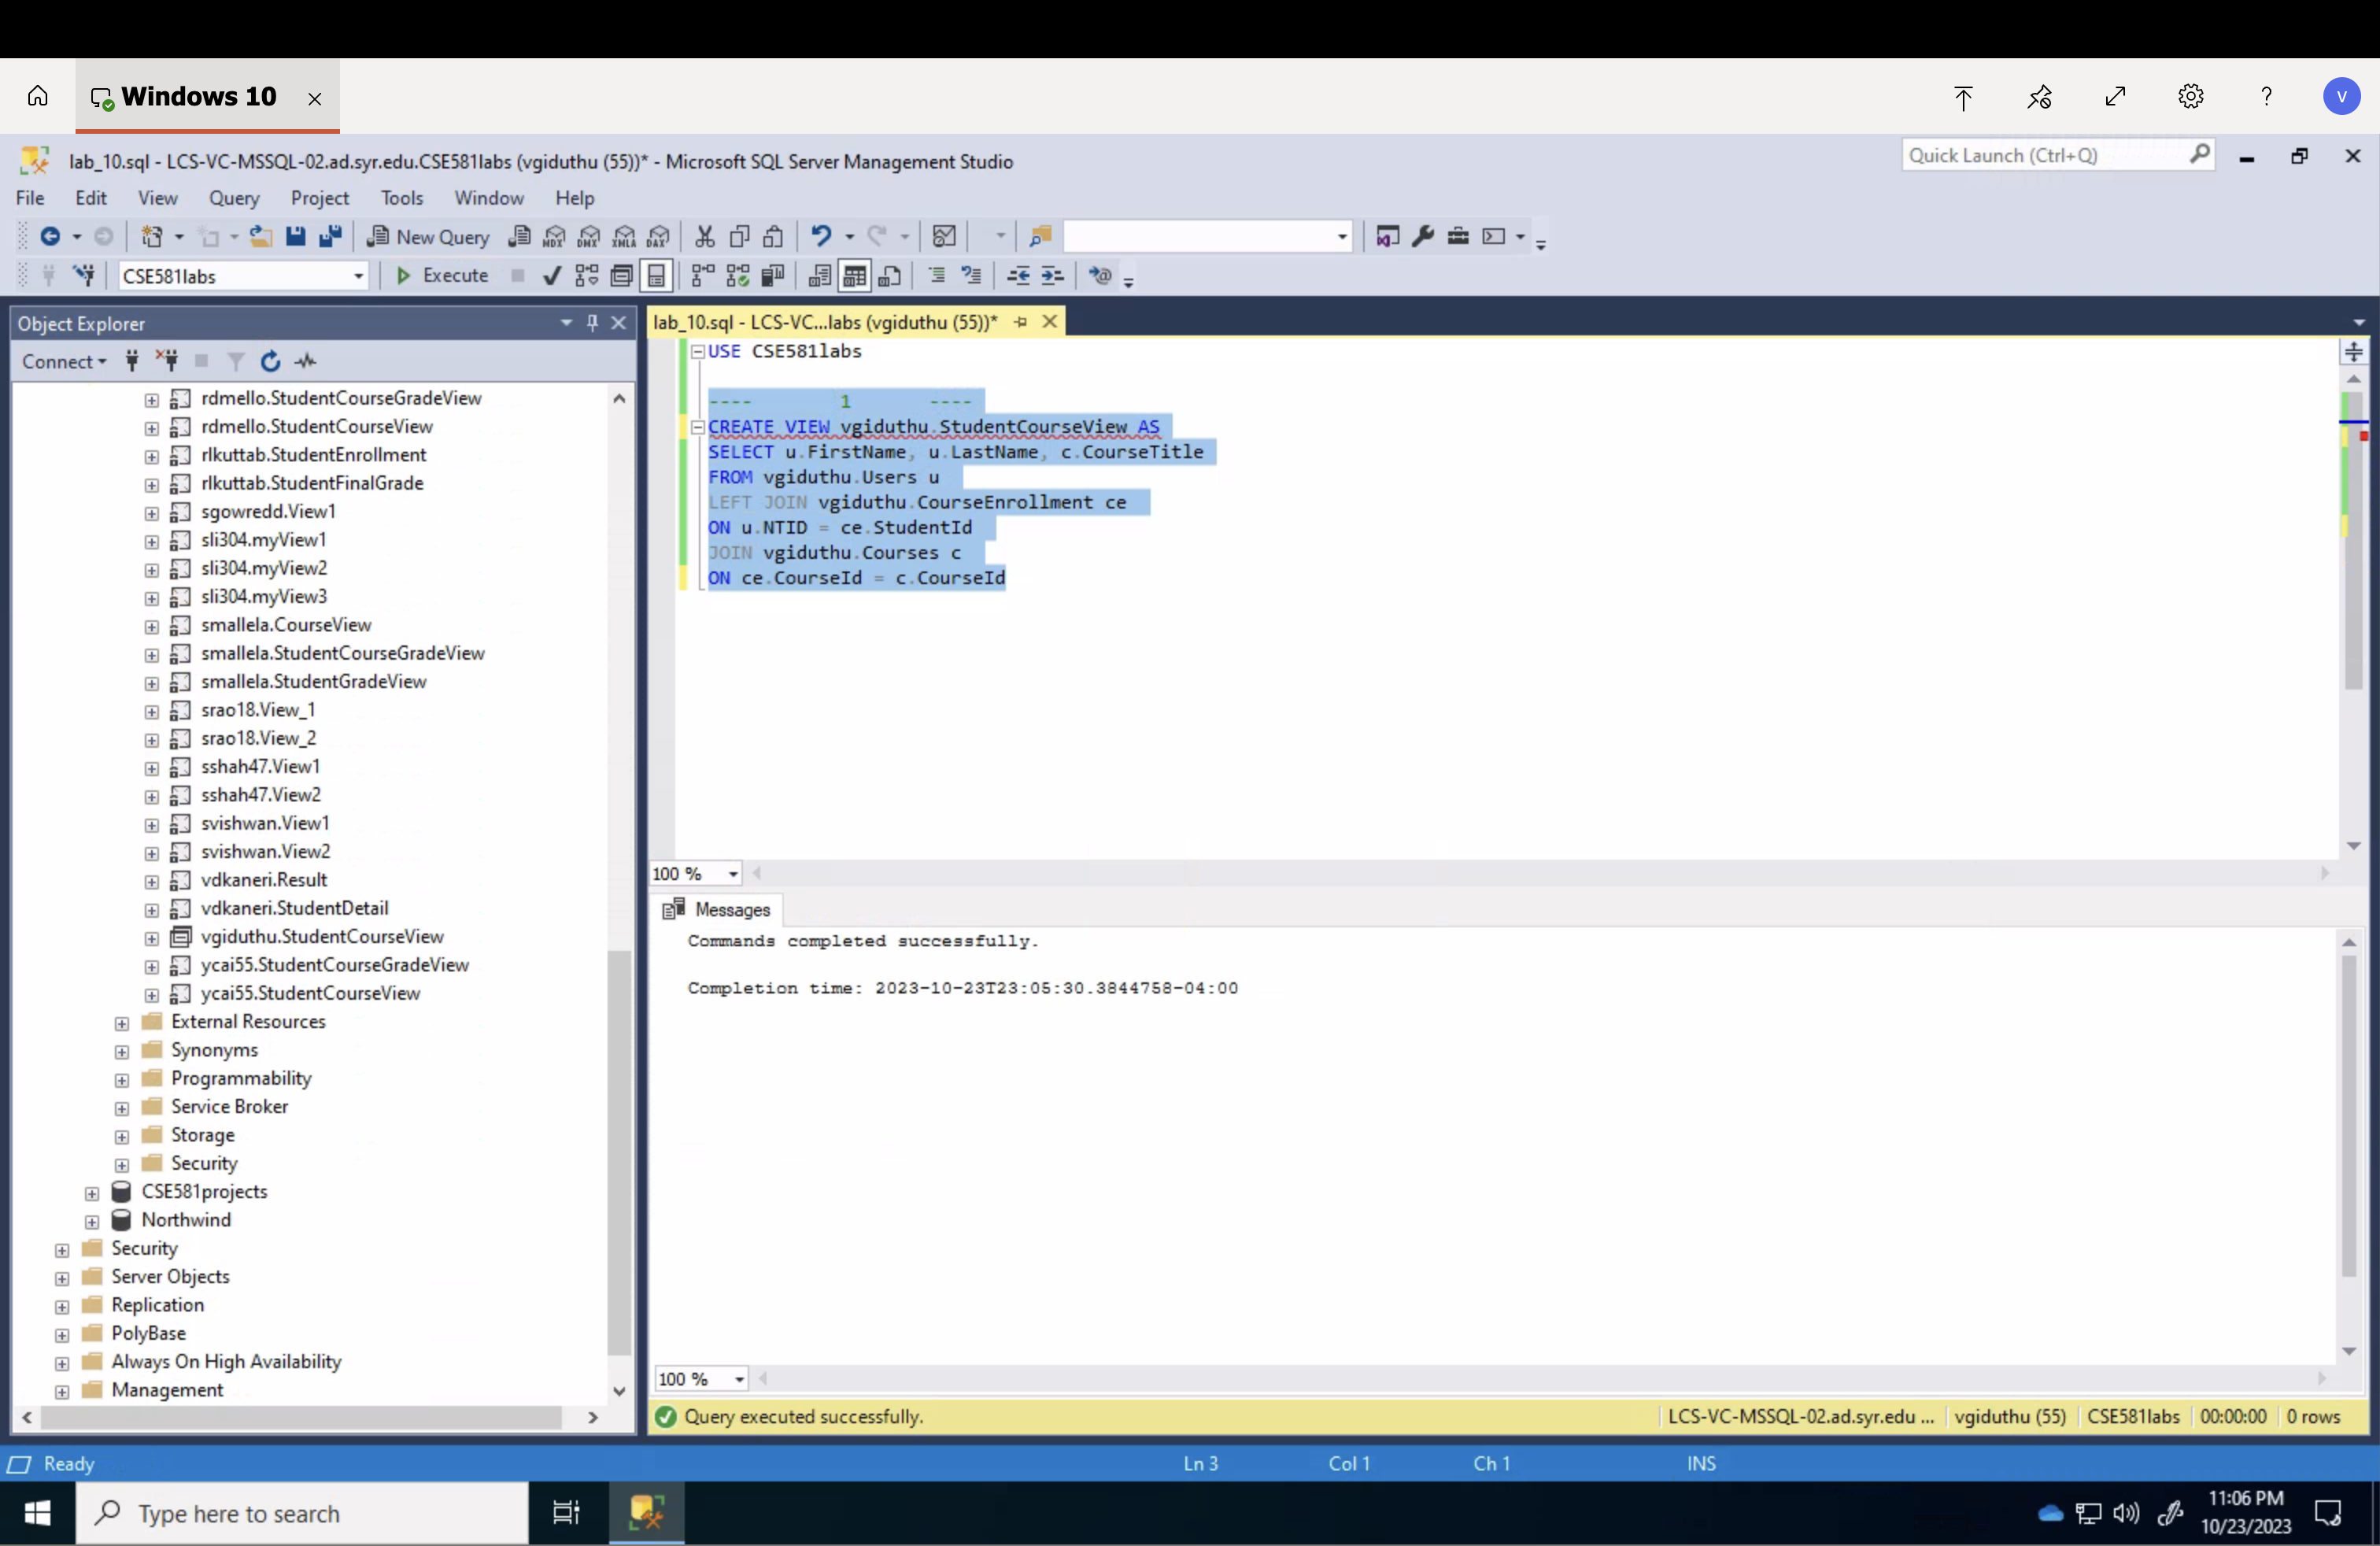 Windows 10
V
lab_10.sql - LCS-VC-MSSQL-02.ad.syr.edu.CSE581labs (vgiduthu (55))* - Microsoft SQL Server Management Studio
Quick Launch (Ctrl+Q)
File Edit View Query Project Tools Window Help
New Query MDX DMX XMLA DAX
CSE581labs Execute
Object Explorer
Connect
rdmello.StudentCourseGradeView
rdmello.StudentCourseView
rlkuttab.StudentEnrollment
rlkuttab.StudentFinalGrade
sgowredd.View1
sli304.myView1
sli304.myView2
sli304.myView3
smallela.CourseView
smallela.StudentCourseGradeView
smallela.StudentGradeView
srao18.View_1
srao18.View_2
sshah47.View1
sshah47.View2
svishwan.View1
svishwan.View2
vdkaneri.Result
vdkaneri.StudentDetail
vgiduthu.StudentCourseView
ycai55.StudentCourseGradeView
ycai55.StudentCourseView
External Resources
Synonyms
Programmability
Service Broker
Storage
Security
CSE581projects
Northwind
Security
Server Objects
Replication
PolyBase
Always On High Availability
Management
lab_10.sql - LCS-VC...labs (vgiduthu (55))*
USE CSE581labs
---- 1 ----
CREATE VIEW vgiduthu.StudentCourseView AS
SELECT u.FirstName, u.LastName, c.CourseTitle
FROM vgiduthu.Users u
LEFT JOIN vgiduthu.CourseEnrollment ce
ON u.NTID = ce.StudentId
JOIN vgiduthu.Courses c
ON ce.CourseId = c.CourseId
100 %
Messages
Commands completed successfully.
Completion time: 2023-10-23T23:05:30.3844758-04:00
100 %
Query executed successfully.
LCS-VC-MSSQL-02.ad.syr.edu ... vgiduthu (55) CSE581labs 00:00:00 0 rows
Ready Ln 3 Col 1 Ch 1 INS
Type here to search
11:06 PM
10/23/2023